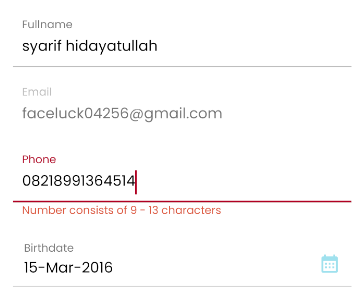 Fullname
syarif hidayatullah
Email
faceluck04256@gmail.com
Phone
08218991364514
Number consists of 9 - 13 characters
Birthdate
15-Mar-2016